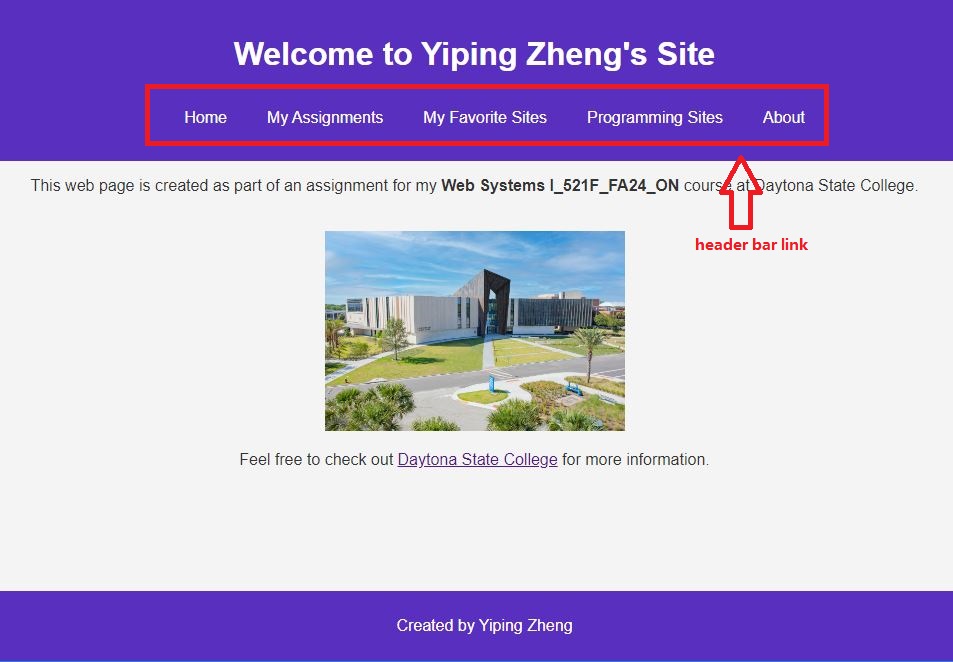 Welcome to Yiping Zheng's Site
Home My Assignments My Favorite Sites Programming Sites About
This web page is created as part of an assignment for my Web Systems I_521F_FA24_ON course at Daytona State College.
header bar link
Feel free to check out Daytona State College for more information.
Created by Yiping Zheng